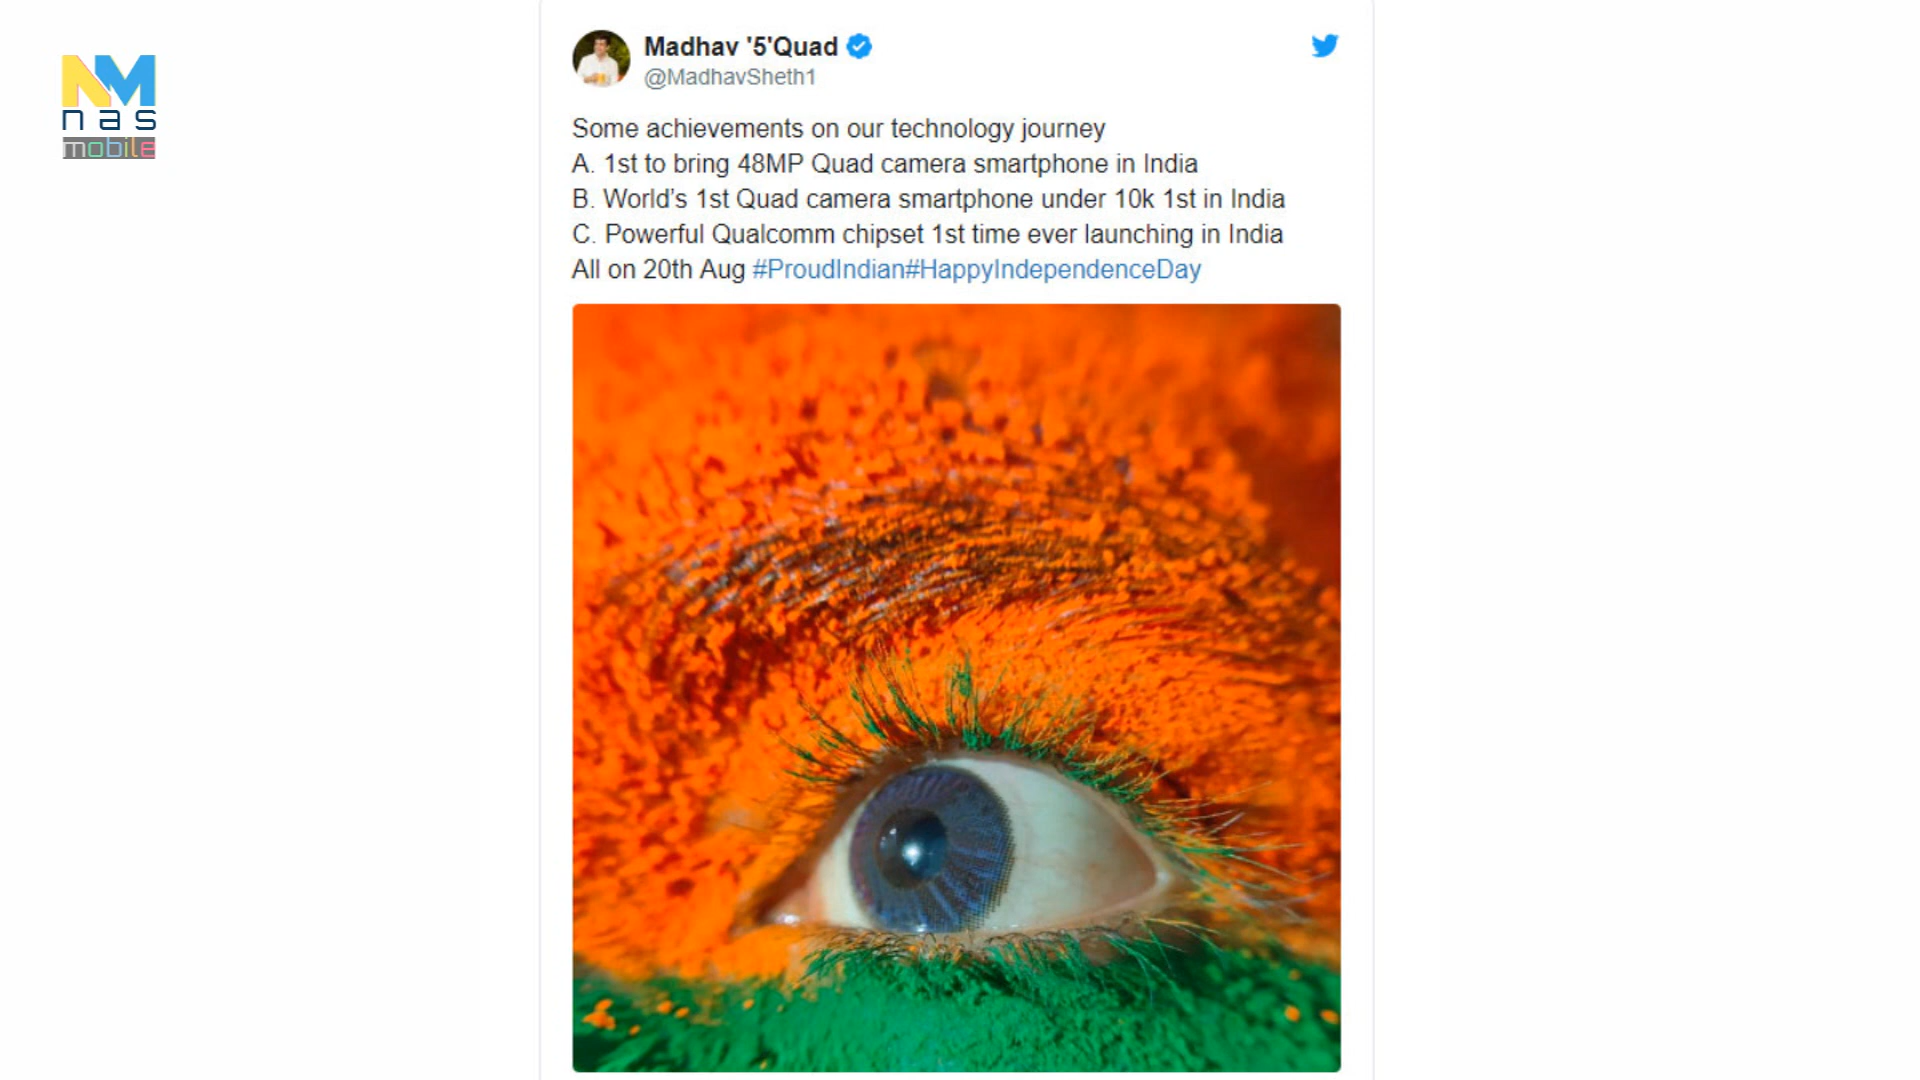 NM
nas
mobile
Madhav '5'Quad
@MadhavSheth1
Some achievements on our technology journey
A. 1st to bring 48MP Quad camera smartphone in India
B. World's 1st Quad camera smartphone under 10k 1st in India
C. Powerful Qualcomm chipset 1st time ever launching in India
All on 20th Aug #ProudIndian#HappyIndependenceDay